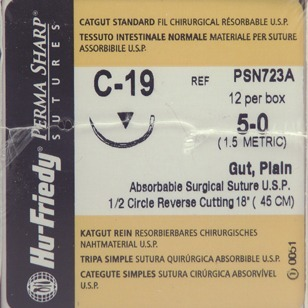 CATGUT STANDARD FIL CHIRURGICAL RÉSORBABLE U.S.P.
TESSUTO INTESTINALE NORMALE MATERIALE PER SUTURE
ASSORBIBILE U.S.P.
C-19
REF PSN723A
12 per box
5-0
(1.5 METRIC)
Gut, Plain
Absorbable Surgical Suture U.S.P.
1/2 Circle Reverse Cutting 18" ( 45 CM)
KATGUT REIN RESORBIERBARES CHIRURGISCHES
NAHTMATERIAL U.S.P.
TRIPA SIMPLE SUTURA QUIRÚRGICA ABSORBIBLE U.S.P.
CATEGUTE SIMPLES SUTURA CIRÚRGICA ABSORVÍVEL
U.S.P.
Hu-Friedy
PERMA SHARP®
SUTURES
0051